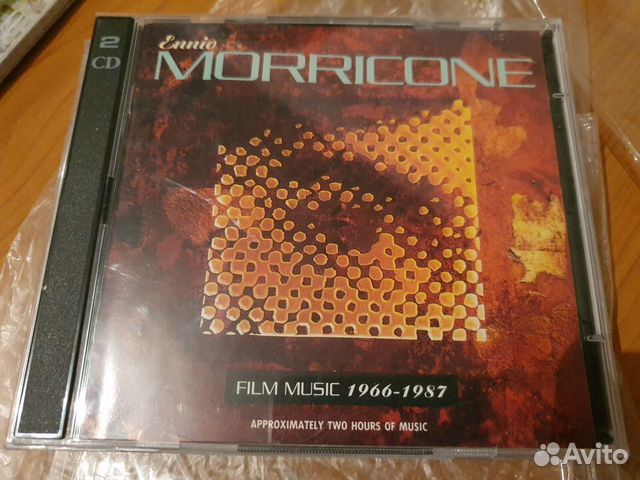 2
CD
Ennio
MORRICONE
FILM MUSIC 1966-1987
APPROXIMATELY TWO HOURS OF MUSIC
Avito